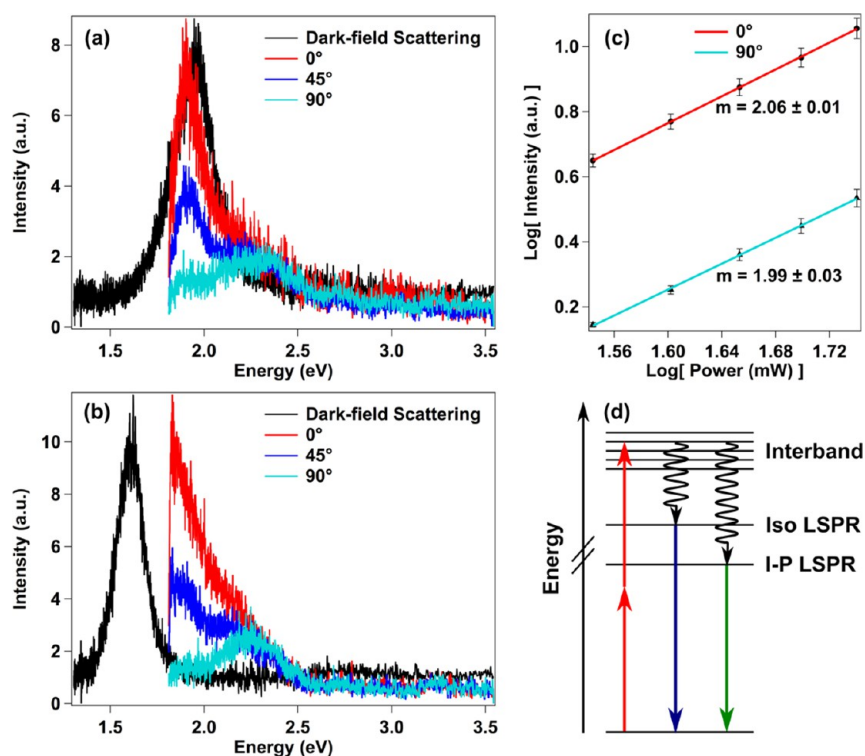 (a)
Dark-field Scattering
0°
45°
90°
Intensity (a.u.)
8
6
4
2
0
1.5 2.0 2.5 3.0 3.5
Energy (eV)
(c)
0°
90°
Log[ Intensity (a.u.) ]
1.0
0.8
0.6
0.4
0.2
m = 2.06 ± 0.01
m = 1.99 ± 0.03
1.56 1.60 1.64 1.68 1.72
Log[ Power (mW) ]
(b)
Dark-field Scattering
0°
45°
90°
Intensity (a.u.)
10
8
6
4
2
0
1.5 2.0 2.5 3.0 3.5
Energy (eV)
(d)
Energy
Interband
Iso LSPR
I-P LSPR